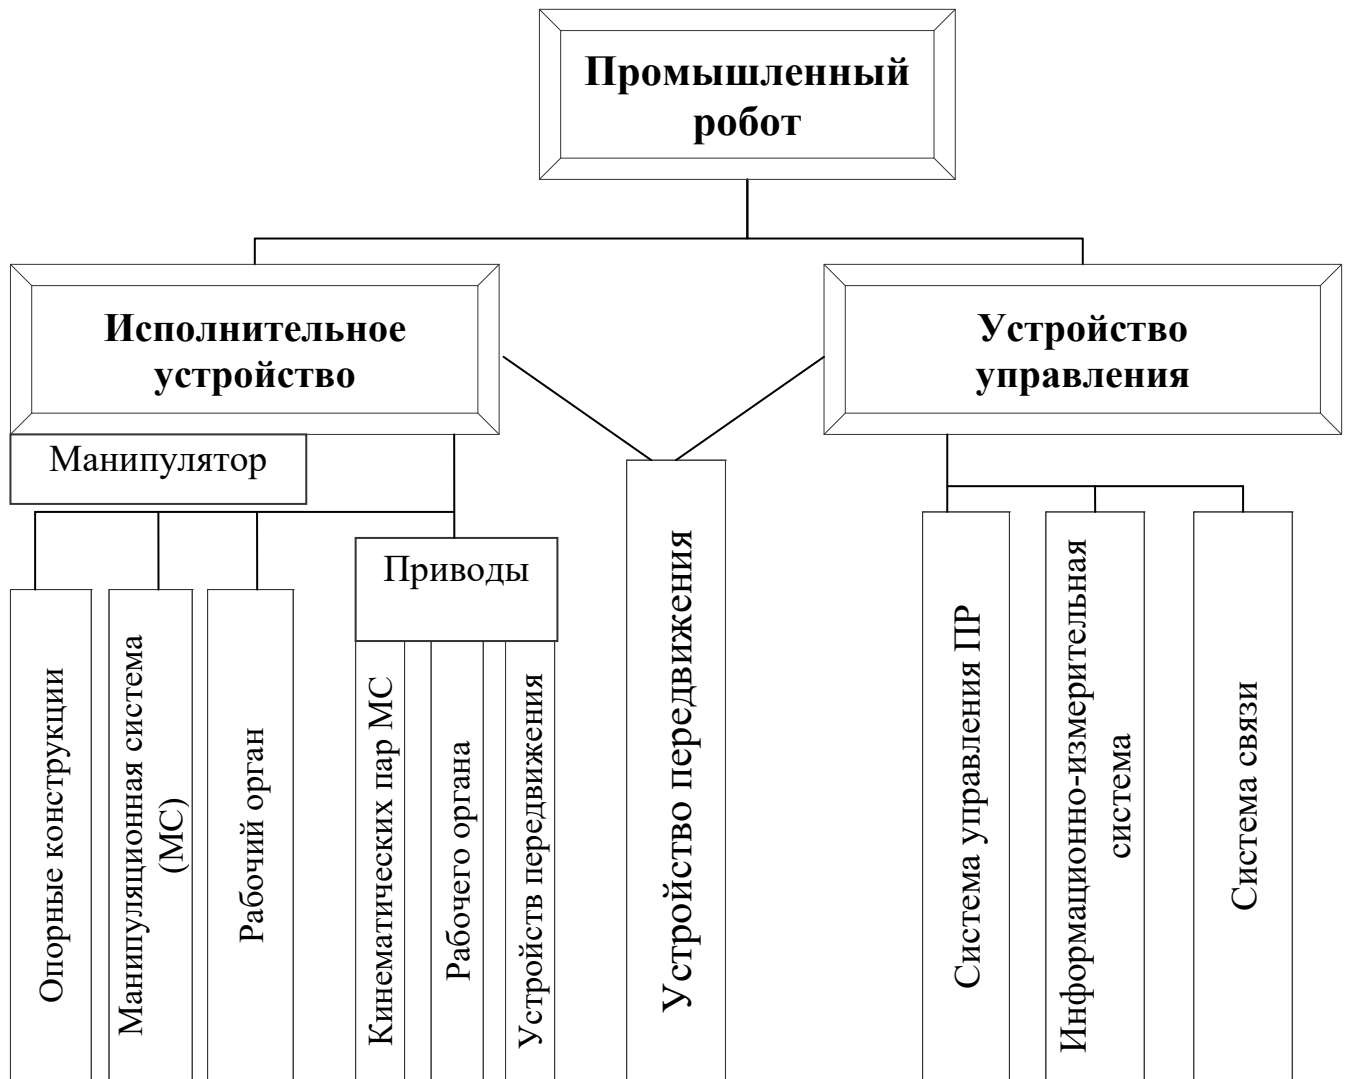 Промышленный
робот
Исполнительное
устройство
Устройство
управления
Манипулятор
Приводы
Опорные конструкции
Манипуляционная система
(МС)
Рабочий орган
Кинематических пар МС
Рабочего органа
Устройств передвижения
Устройство передвижения
Система управления ПР
Информационно-измерительная
система
Система связи